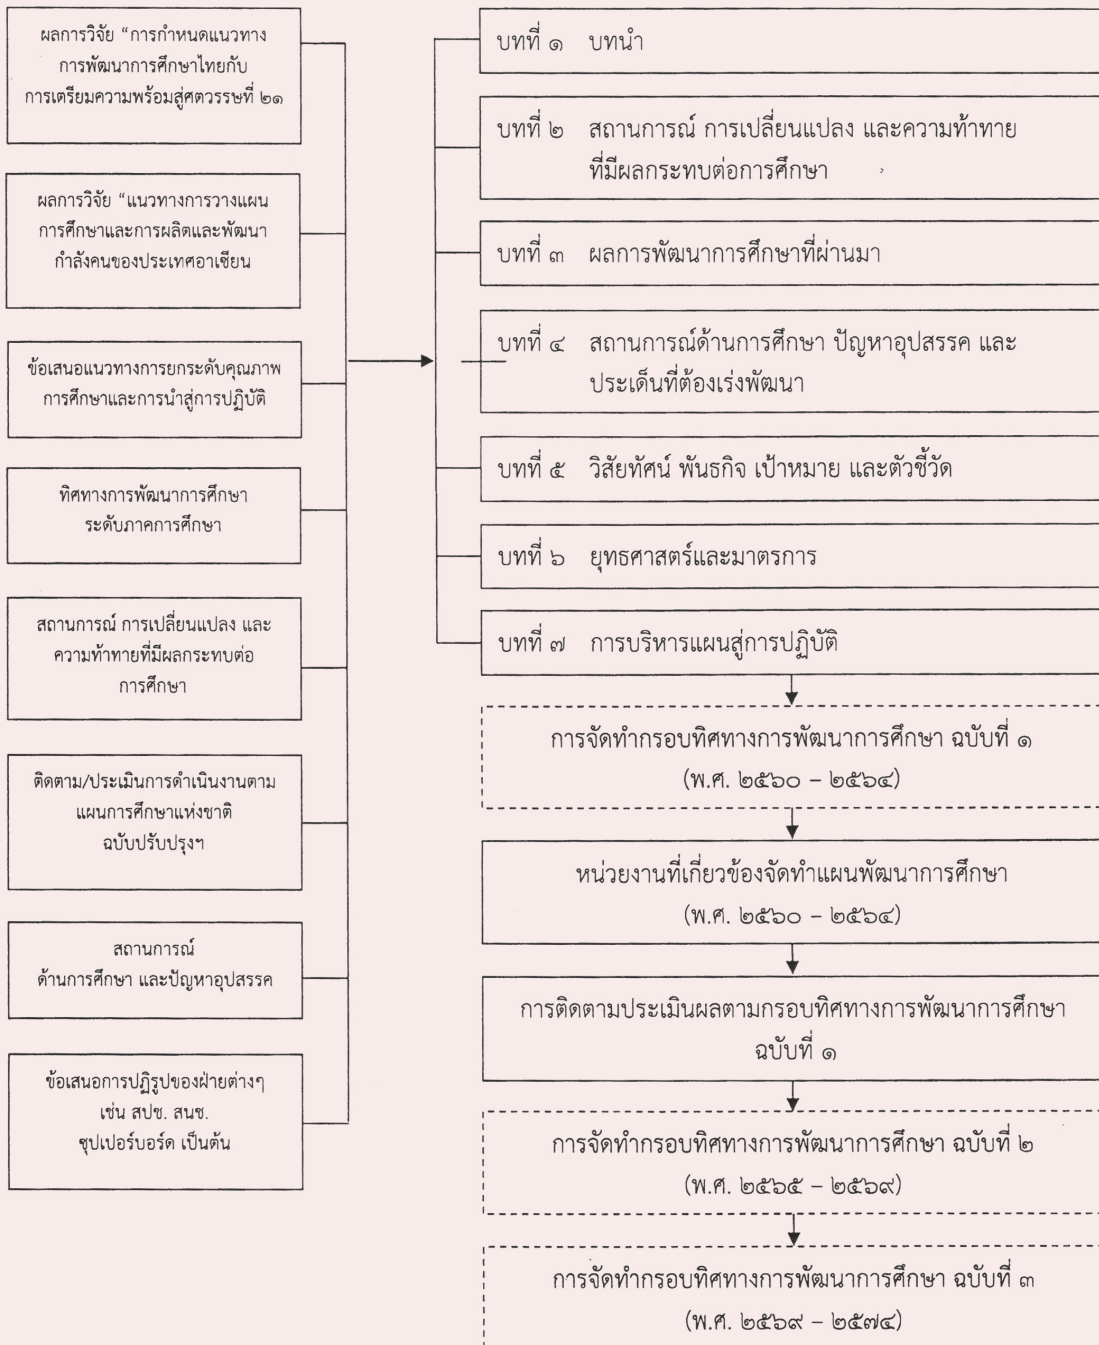 ผลการวิจัย “การกำหนดแนวทาง
การพัฒนาการศึกษาไทยกับ
การเตรียมความพร้อมสู่ศตวรรษที่ ๒๑
ผลการวิจัย “แนวทางการวางแผน
การศึกษาและการผลิตและพัฒนา
กำลังคนของประเทศอาเซียน
ข้อเสนอแนวทางการยกระดับคุณภาพ
การศึกษาและการนำสู่การปฏิบัติ
ทิศทางการพัฒนาการศึกษา
ระดับภาคการศึกษา
สถานการณ์ การเปลี่ยนแปลง และ
ความท้าทายที่มีผลกระทบต่อ
การศึกษา
ติดตาม/ประเมินการดำเนินงานตาม
แผนการศึกษาแห่งชาติ
ฉบับปรับปรุงฯ
สถานการณ์
ด้านการศึกษา และปัญหาอุปสรรค
ข้อเสนอการปฏิรูปของฝ่ายต่างๆ
เช่น สปช. สนช.
ซุปเปอร์บอร์ด เป็นต้น
บทที่ ๑ บทนำ
บทที่ ๒ สถานการณ์ การเปลี่ยนแปลง และความท้าทาย
ที่มีผลกระทบต่อการศึกษา
บทที่ ๓ ผลการพัฒนาการศึกษาที่ผ่านมา
บทที่ ๔ สถานการณ์ด้านการศึกษา ปัญหาอุปสรรค และ
ประเด็นที่ต้องเร่งพัฒนา
บทที่ ๕ วิสัยทัศน์ พันธกิจ เป้าหมาย และตัวชี้วัด
บทที่ ๖ ยุทธศาสตร์และมาตรการ
บทที่ ๗ การบริหารแผนสู่การปฏิบัติ
การจัดทำกรอบทิศทางการพัฒนาการศึกษา ฉบับที่ ๑
(พ.ศ. ๒๕๖๐ – ๒๕๖๔)
หน่วยงานที่เกี่ยวข้องจัดทำแผนพัฒนาการศึกษา
(พ.ศ. ๒๕๖๐ – ๒๕๖๔)
การติดตามประเมินผลตามกรอบทิศทางการพัฒนาการศึกษา
ฉบับที่ ๑
การจัดทำกรอบทิศทางการพัฒนาการศึกษา ฉบับที่ ๒
(พ.ศ. ๒๕๖๕ – ๒๕๖๙)
การจัดทำกรอบทิศทางการพัฒนาการศึกษา ฉบับที่ ๓
(พ.ศ. ๒๕๖๙ – ๒๕๗๔)